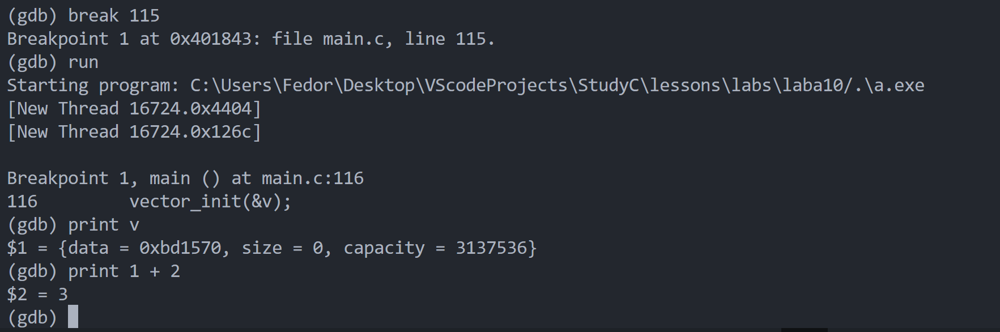 (gdb) break 115
Breakpoint 1 at 0x401843: file main.c, line 115.
(gdb) run
Starting program: C:\Users\Fedor\Desktop\VScodeProjects\StudyC\lessons\labs\laba10/.\a.exe
[New Thread 16724.0x4404]
[New Thread 16724.0x126c]

Breakpoint 1, main () at main.c:116
116         vector_init(&v);
(gdb) print v
$1 = {data = 0xbd1570, size = 0, capacity = 3137536}
(gdb) print 1 + 2
$2 = 3
(gdb)